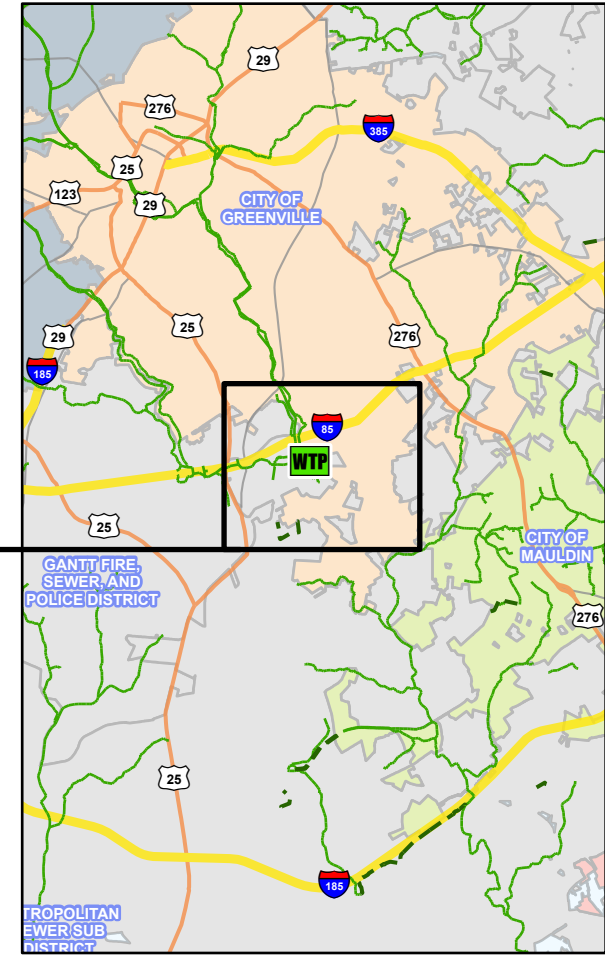 29
276
385
25
123
29
CITY OF
GREENVILLE
25
29
276
185
85
WTP
25
CITY OF
MAULDIN
GANTT FIRE,
SEWER, AND
POLICE DISTRICT
276
25
185
TROPOLITAN
EWER SUB
DISTRICT